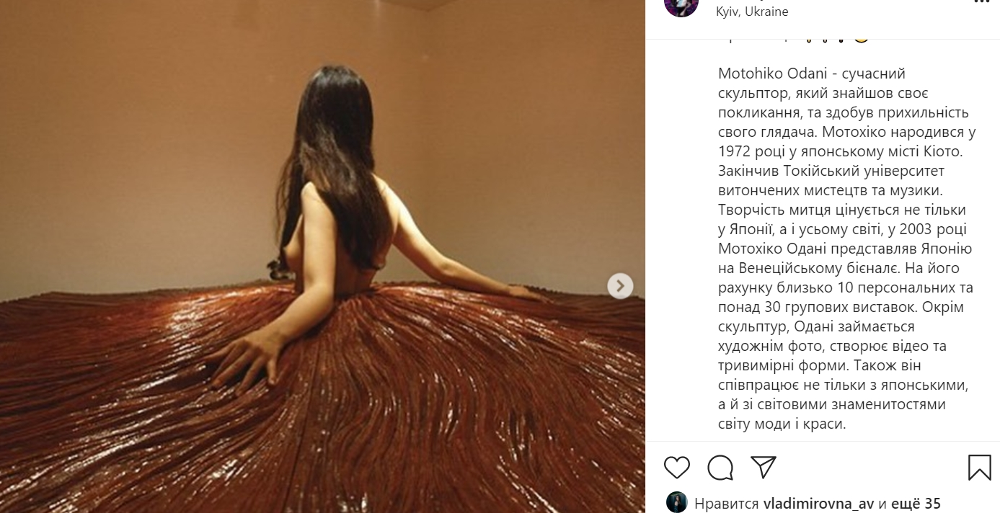 Kyiv, Ukraine
Motohiko Odani - сучасний
скульптор, який знайшов своє
покликання, та здобув прихильність
свого глядача. Мотохіко народився у
1972 році у японському місті Кіото.
Закінчив Токійський університет
витончених мистецтв та музики.
Творчість митця цінується не тільки
у Японії, а і усьому світі, у 2003 році
Мотохіко Одані представляв Японію
на Венеційському бієналє. На його
рахунку близько 10 персональних та
понад 30 групових виставок. Окрім
скульптур, Одані займається
художнім фото, створює відео та
тривимірні форми. Також він
співпрацює не тільки з японськими,
а й зі світовими знаменитостями
світу моди і краси.
Нравится vladimirovna_av и ещё 35